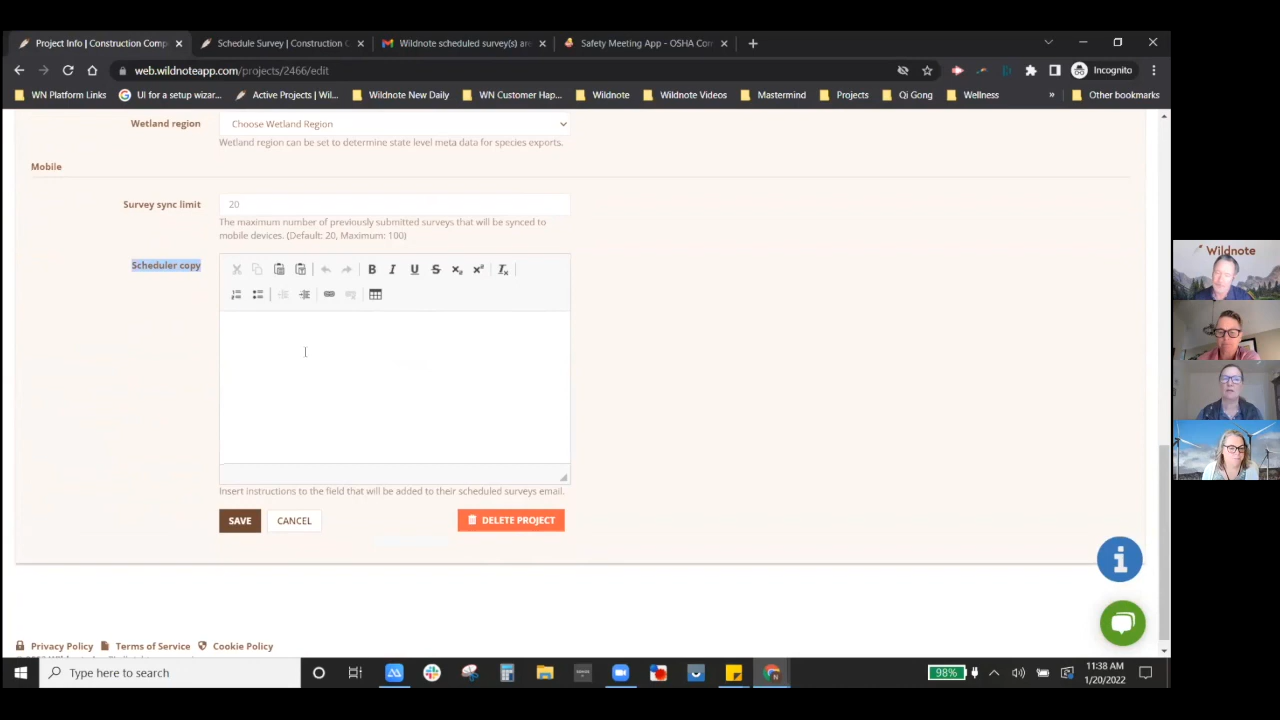 Project Info | Construction Comp
Schedule Survey | Construction C
Wildnote scheduled survey(s) are
Safety Meeting App - OSHA Com
web.wildnoteapp.com/projects/2466/edit
Incognito
WN Platform Links
UI for a setup wizar...
Active Projects | Wil...
Wildnote New Daily
WN Customer Hap...
Wildnote
Wildnote Videos
Mastermind
Projects
Qi Gong
Wellness
Other bookmarks
Wetland region
Choose Wetland Region
Wetland region can be set to determine state level meta data for species exports.
Mobile
Survey sync limit
20
The maximum number of previously submitted surveys that will be synced to
mobile devices. (Default: 20, Maximum: 100)
Scheduler copy
Insert instructions to the field that will be added to their scheduled surveys email.
SAVE
CANCEL
DELETE PROJECT
Wildnote
Privacy Policy
Terms of Service
Cookie Policy
Type here to search
98%
11:38 AM
1/20/2022